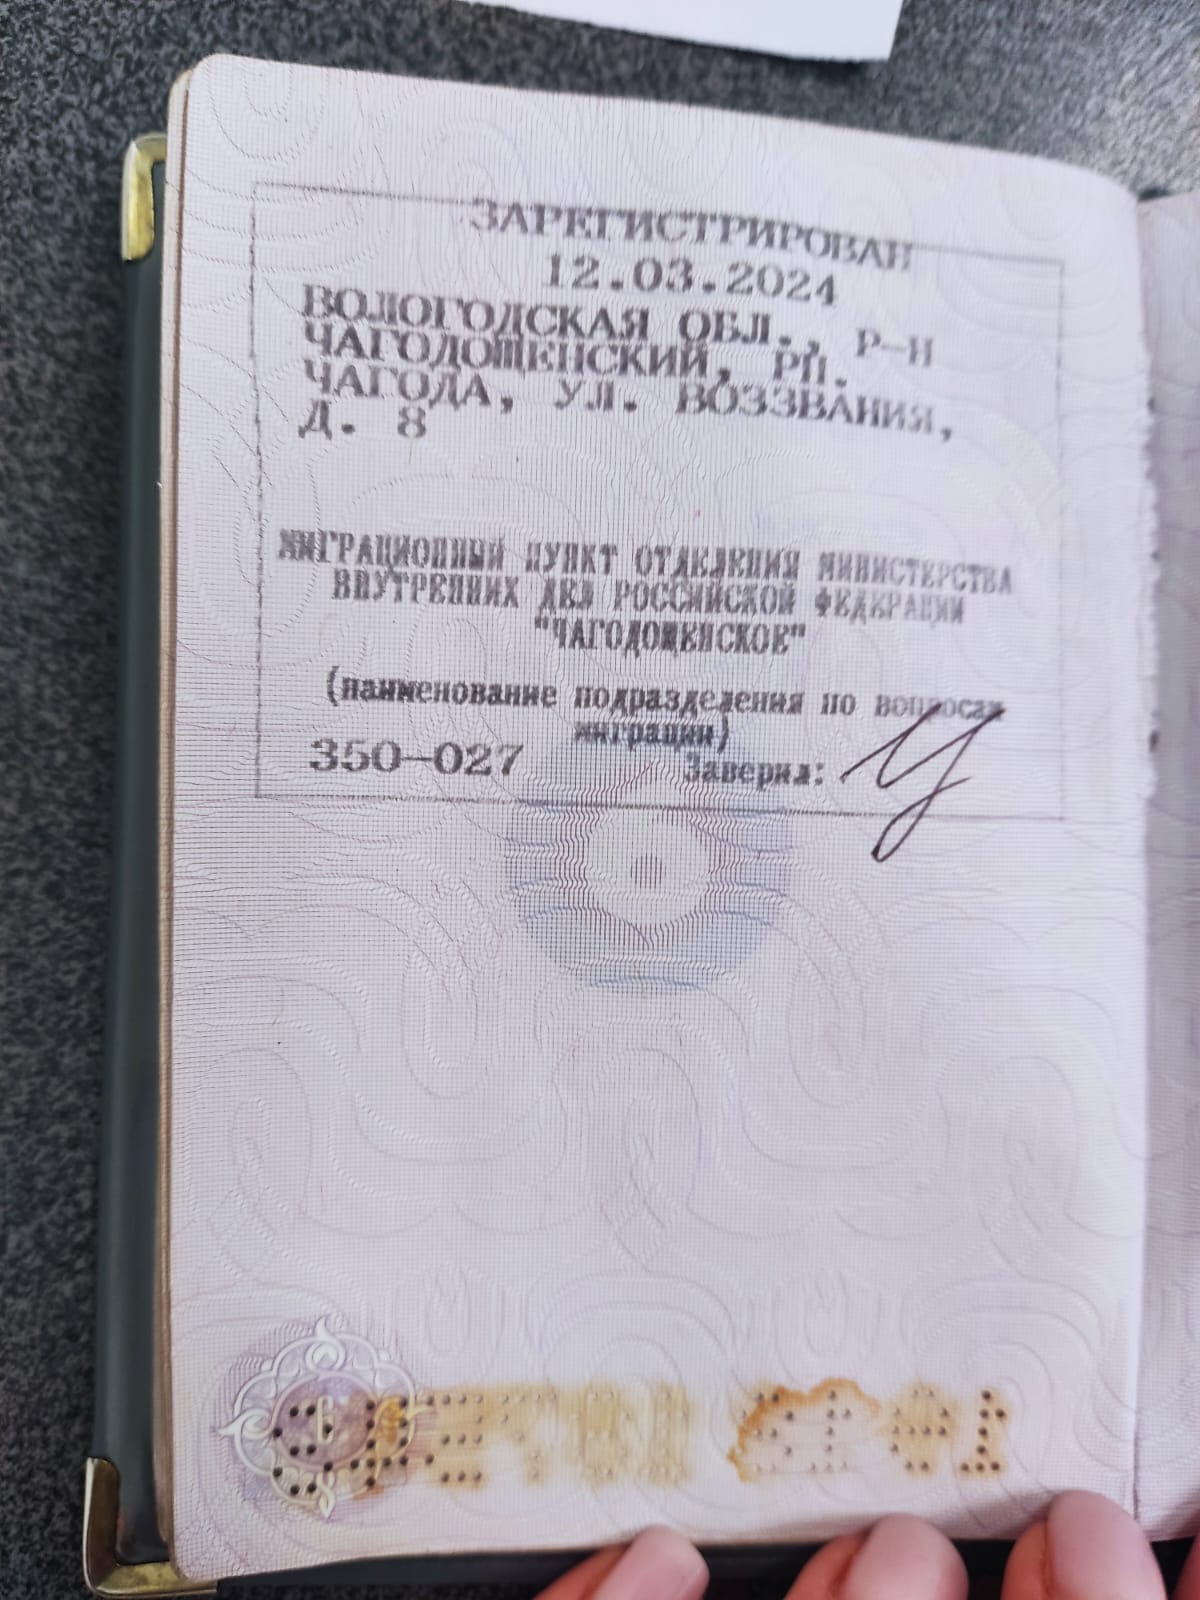 ЗАРЕГИСТРИРОВАН
12.03.2024
ВОЛОГОДСКАЯ ОБЛ., Р-Н
ЧАГОДОЩЕНСКИЙ, РП.
ЧАГОДА, УЛ. ВОЗЗВАНИЯ,
Д. 8
МИГРАЦИОННЫЙ ПУНКТ ОТДЕЛЕНИЯ МИНИСТЕРСТВА
ВНУТРЕННИХ ДЕЛ РОССИЙСКОЙ ФЕДЕРАЦИИ
"ЧАГОДОЩЕНСКОЕ"
(наименование подразделения по вопросам
миграции)
350-027 Заверил: